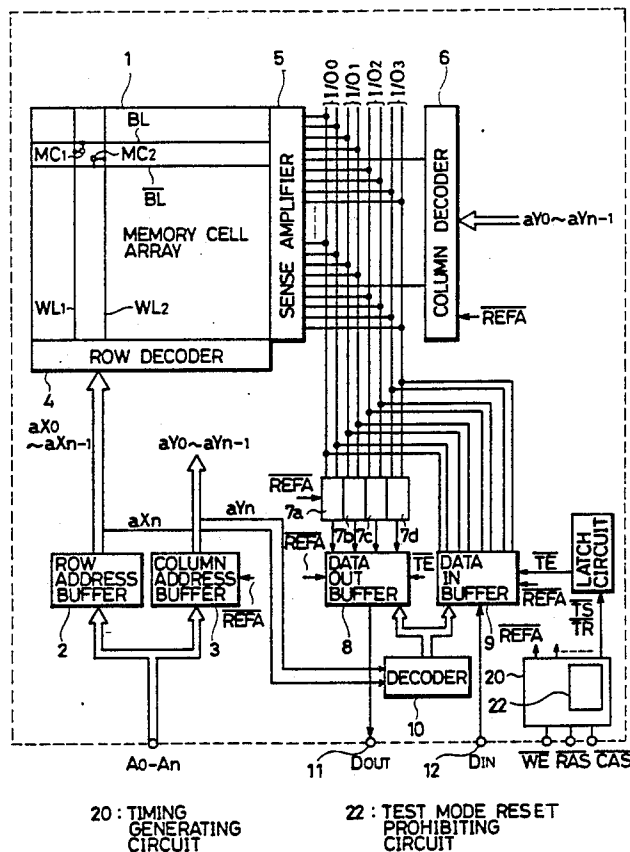 1
5
I/O0
I/O1
I/O2
I/O3
6
BL
MC1
MC2
BL
MEMORY CELL
ARRAY
WL1
WL2
SENSE AMPLIFIER
COLUMN DECODER
aY0~aYn-1
REFA
ROW DECODER
4
aX0
~aXn-1
aY0~aYn-1
aXn
aYn
REFA
7a
7b
7c
7d
ROW
ADDRESS
BUFFER
COLUMN
ADDRESS
BUFFER
REFA
2
3
REFA
DATA
OUT
BUFFER
TE
8
DATA
IN
BUFFER
9
TE
REFA
LATCH
CIRCUIT
TS
TR
REFA
DECODER
10
20
22
A0-An
11
DOUT
12
DIN
WE
RAS
CAS
20 : TIMING
GENERATING
CIRCUIT
22 : TEST MODE RESET
PROHIBITING
CIRCUIT